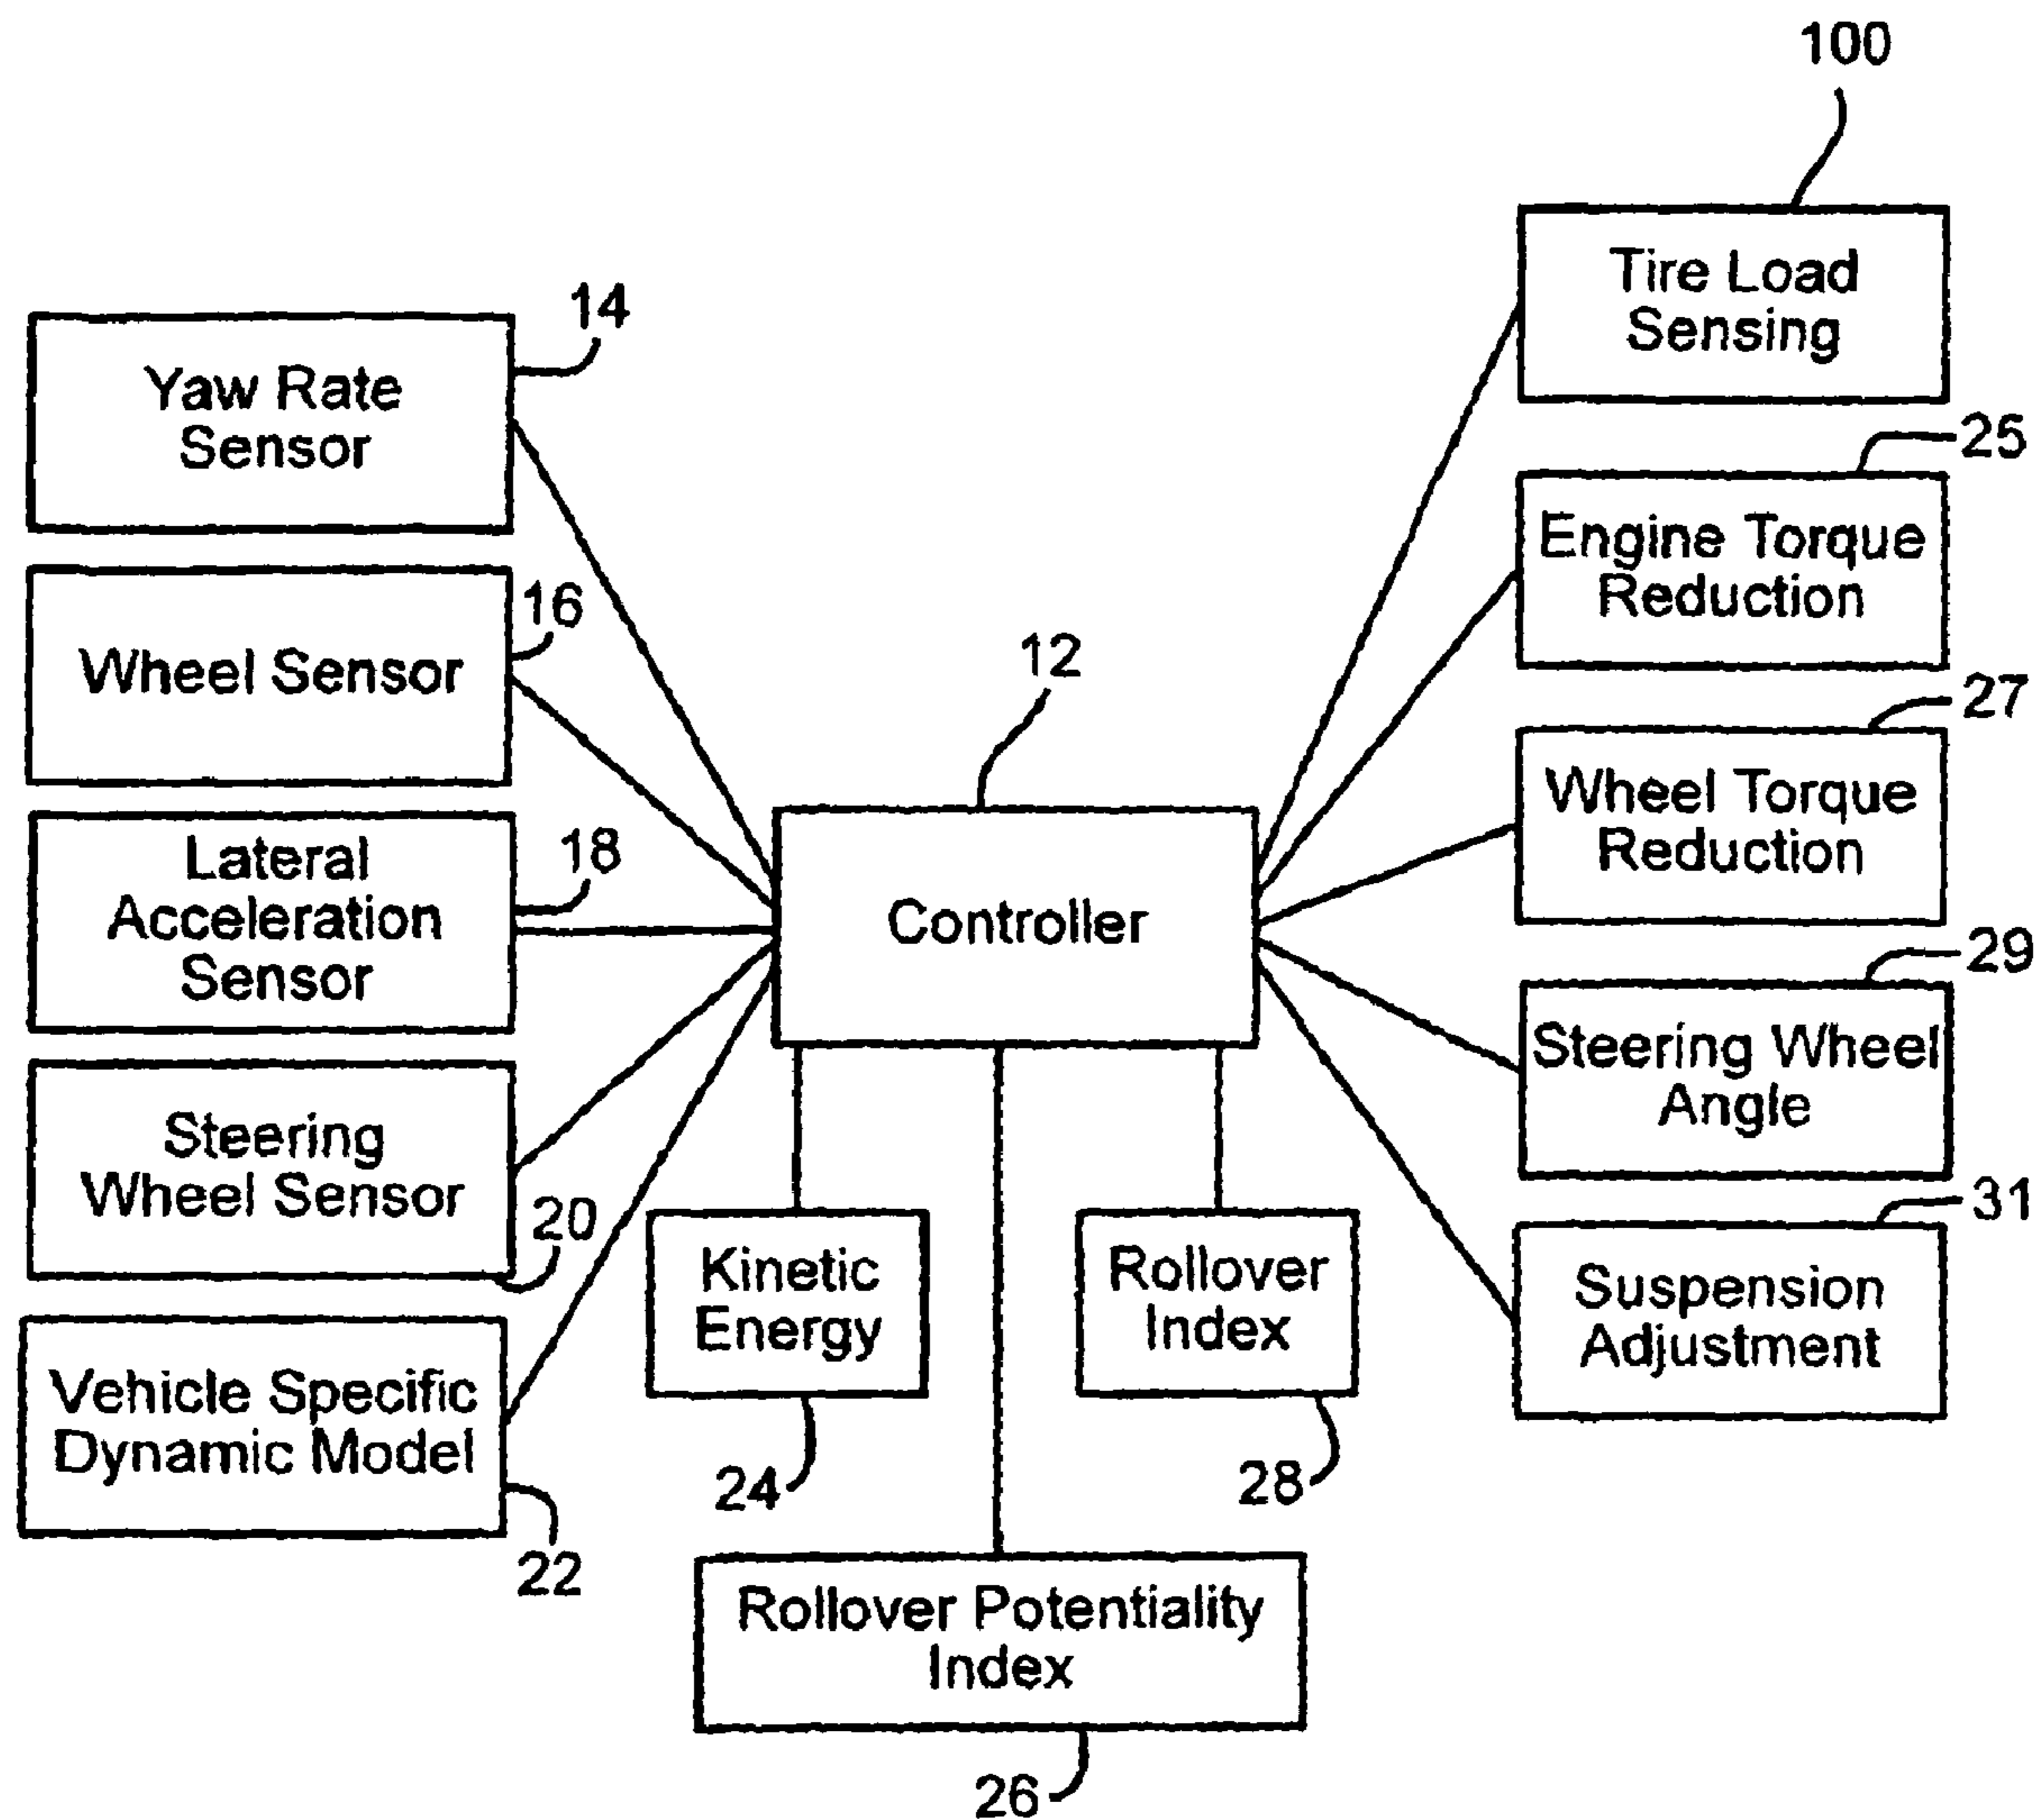 100
Tire Load
Sensing
14
Yaw Rate
Sensor
25
Engine Torque
Reduction
16
Wheel Sensor
12
27
Wheel Torque
Reduction
18
Lateral
Acceleration
Sensor
Controller
29
Steering Wheel
Angle
Steering
Wheel Sensor
20
31
Kinetic
Energy
Rollover
Index
Suspension
Adjustment
Vehicle Specific
Dynamic Model
24
28
22
Rollover Potentiality
Index
26